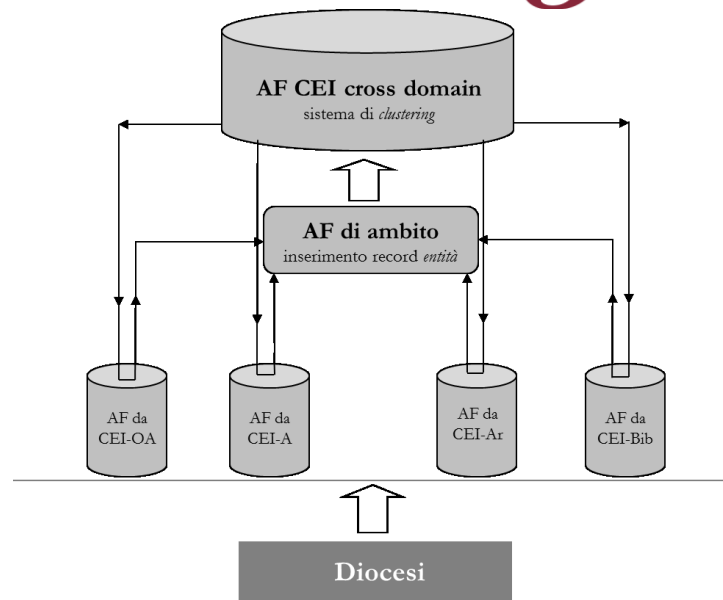 AF CEI cross domain
sistema di clustering
AF di ambito
inserimento record entità
AF da
CEI-OA
AF da
CEI-A
AF da
CEI-Ar
AF da
CEI-Bib
Diocesi